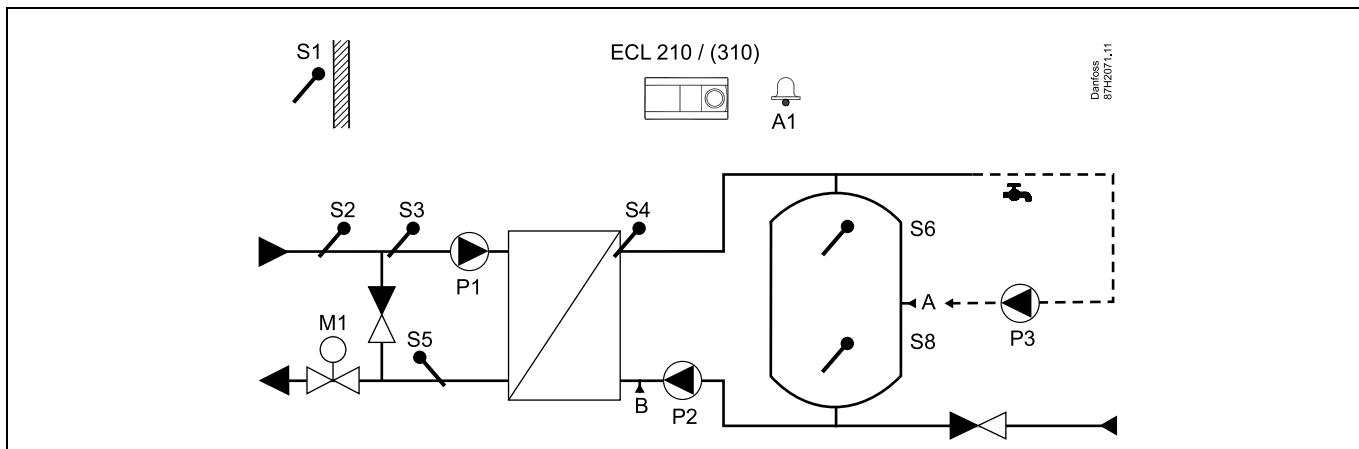 S1
ECL 210 / (310)
A1
Danfoss
87H2071.11
S2
S3
S4
S6
P1
A
M1
S5
S8
P3
B
P2